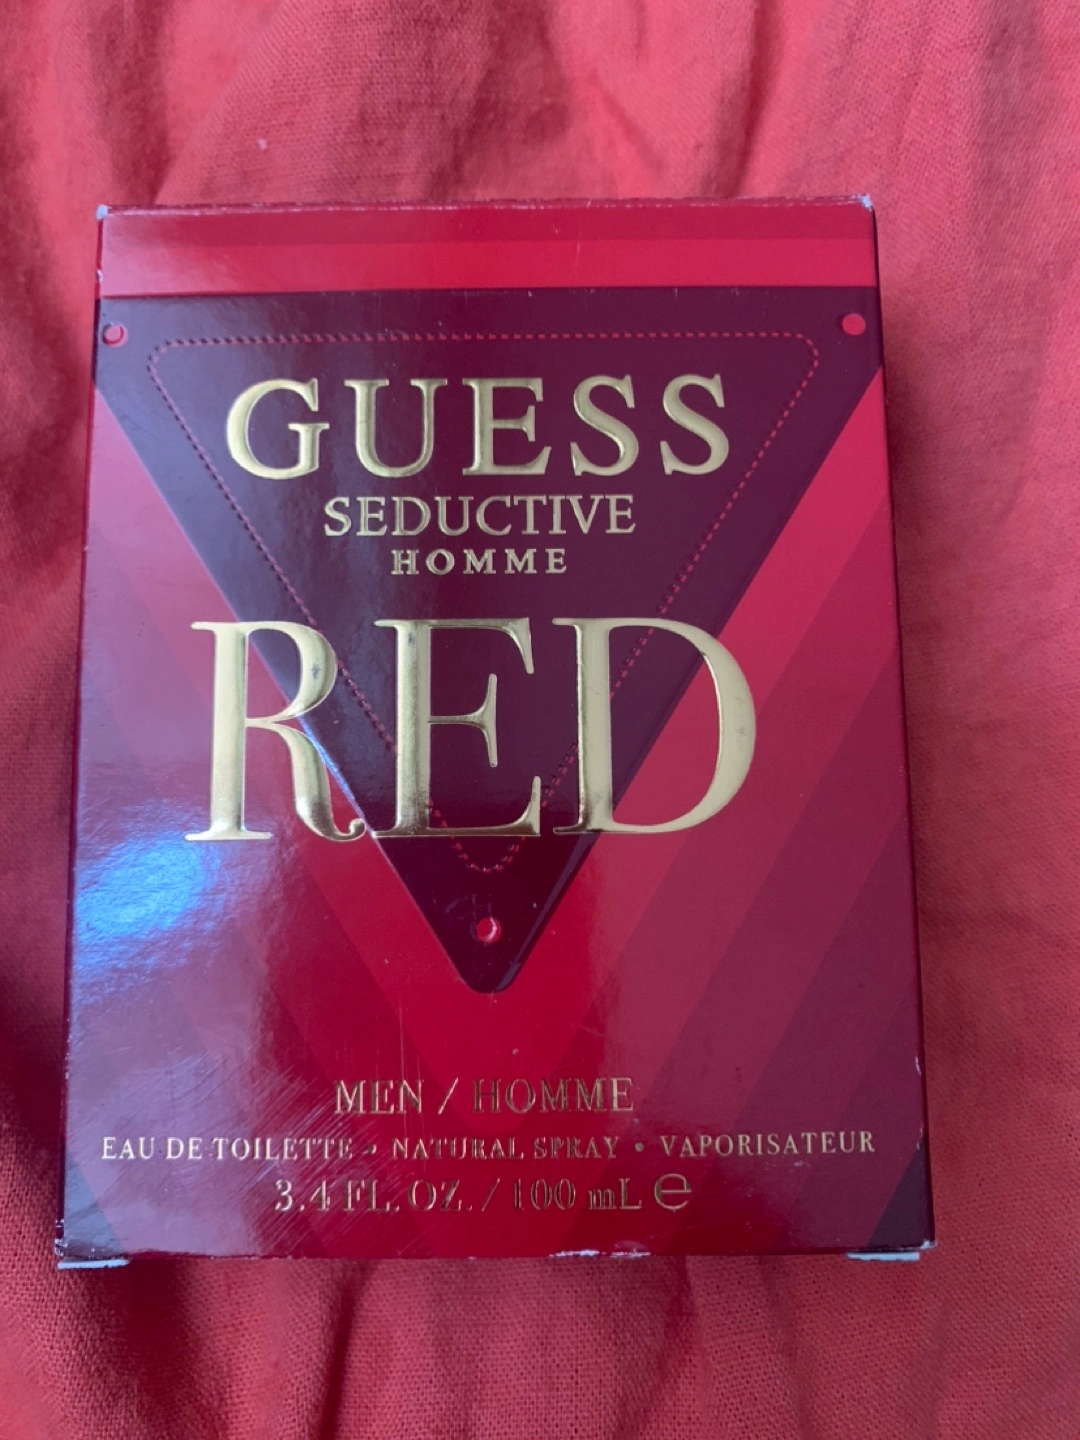 GUESS
SEDUCTIVE
HOMME
RED
MEN / HOMME
EAU DE TOILETTE • NATURAL SPRAY • VAPORISATEUR
3.4 FL. OZ. / 100 mL ℮